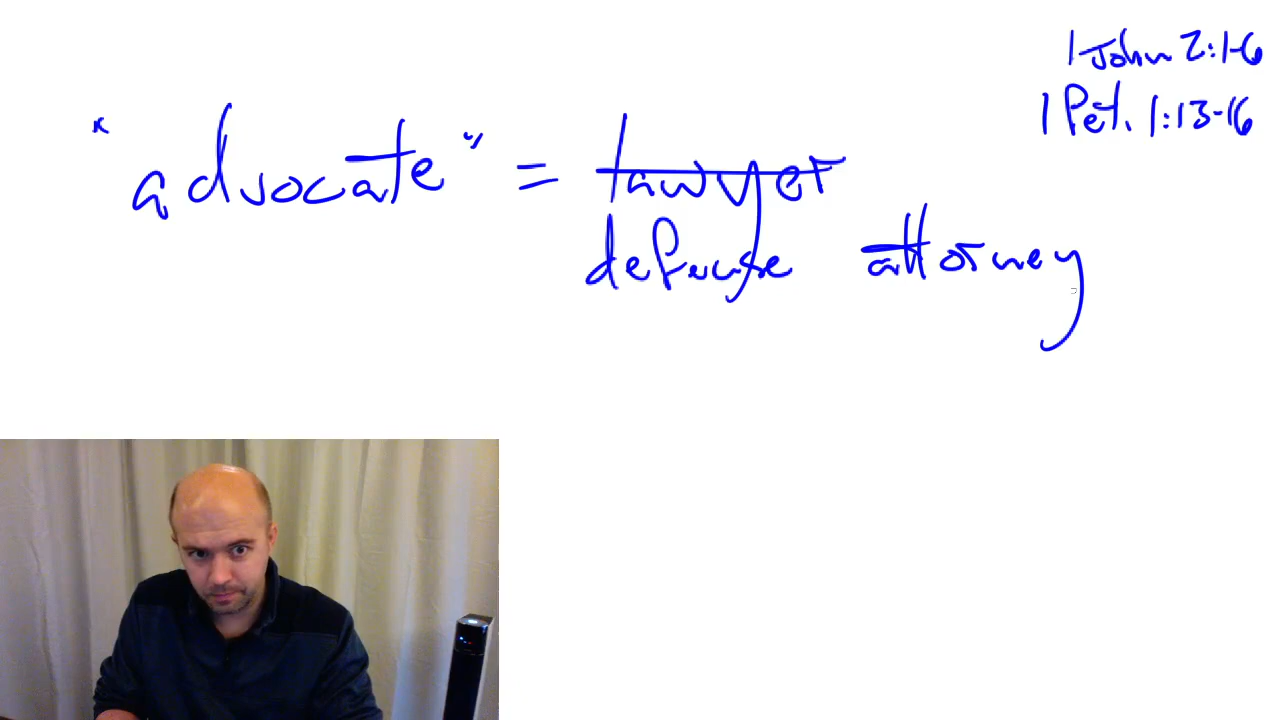 1 John 2:1-6
1 Pet. 1:13-16
"advocate" = lawyer
defense attorney